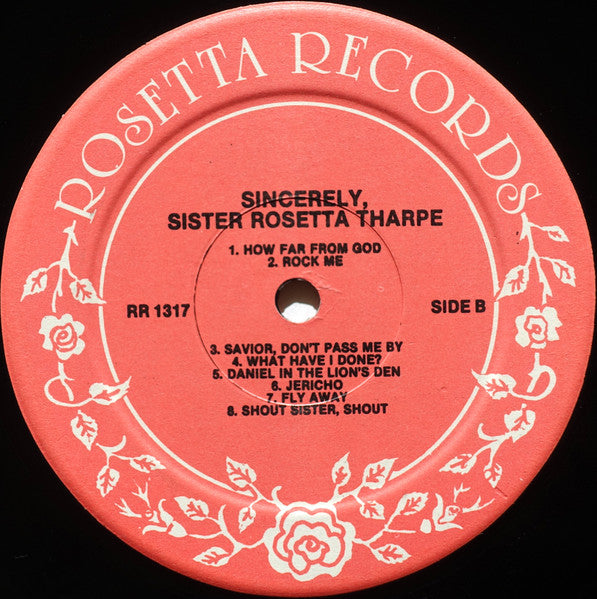 ROSETTA RECORDS
SINCERELY,
SISTER ROSETTA THARPE
1. HOW FAR FROM GOD
2. ROCK ME
RR 1317
SIDE B
3. SAVIOR, DON'T PASS ME BY
4. WHAT HAVE I DONE?
5. DANIEL IN THE LION'S DEN
6. JERICHO
7. FLY AWAY
8. SHOUT SISTER, SHOUT